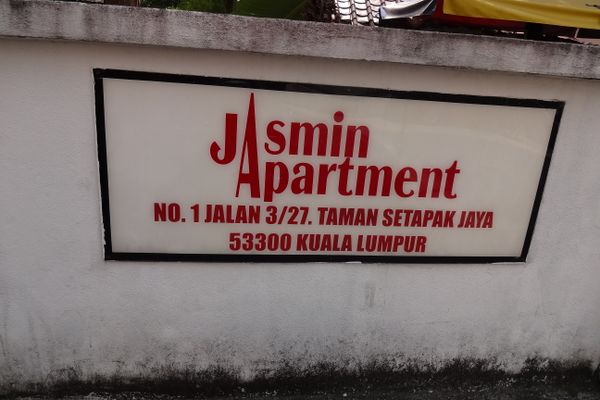 Jasmin
Apartment
NO. 1 JALAN 3/27. TAMAN SETAPAK JAYA
53300 KUALA LUMPUR